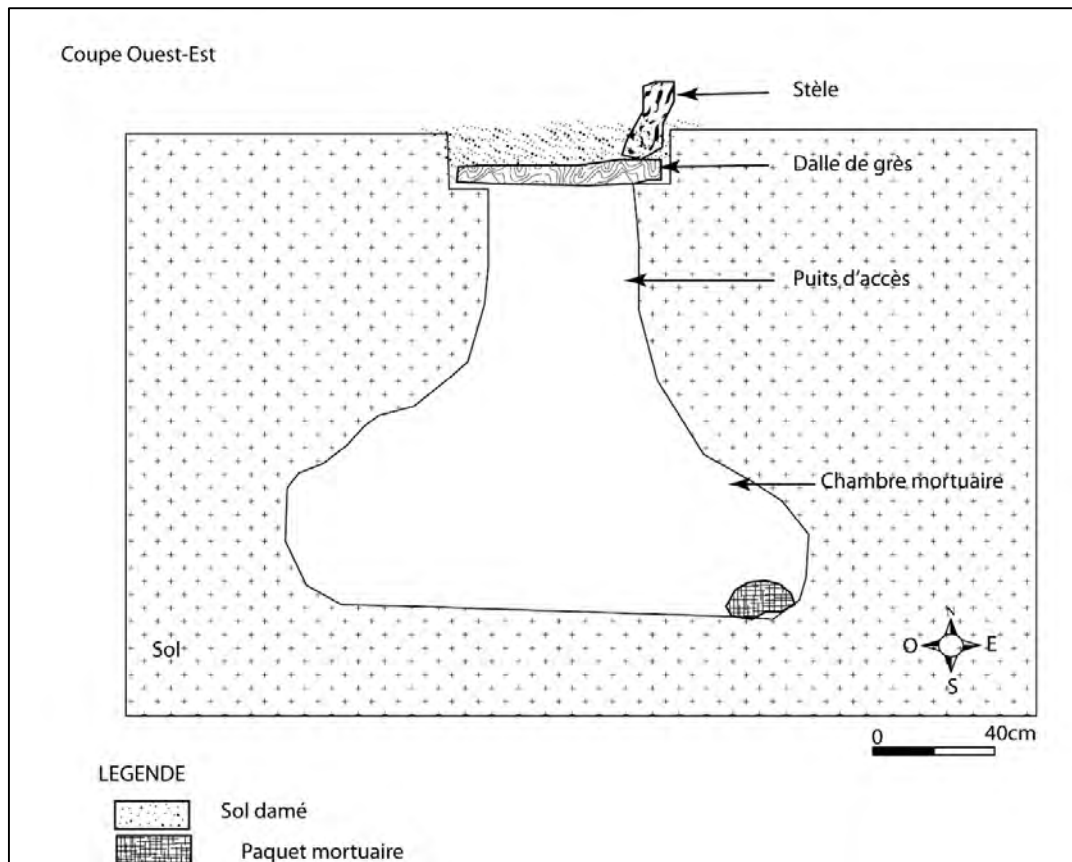 Coupe Ouest-Est
Stèle
Dalle de grès
Puits d'accès
Chambre mortuaire
Sol
N
O E
S
0 40cm
LEGENDE
Sol damé
Paquet mortuaire